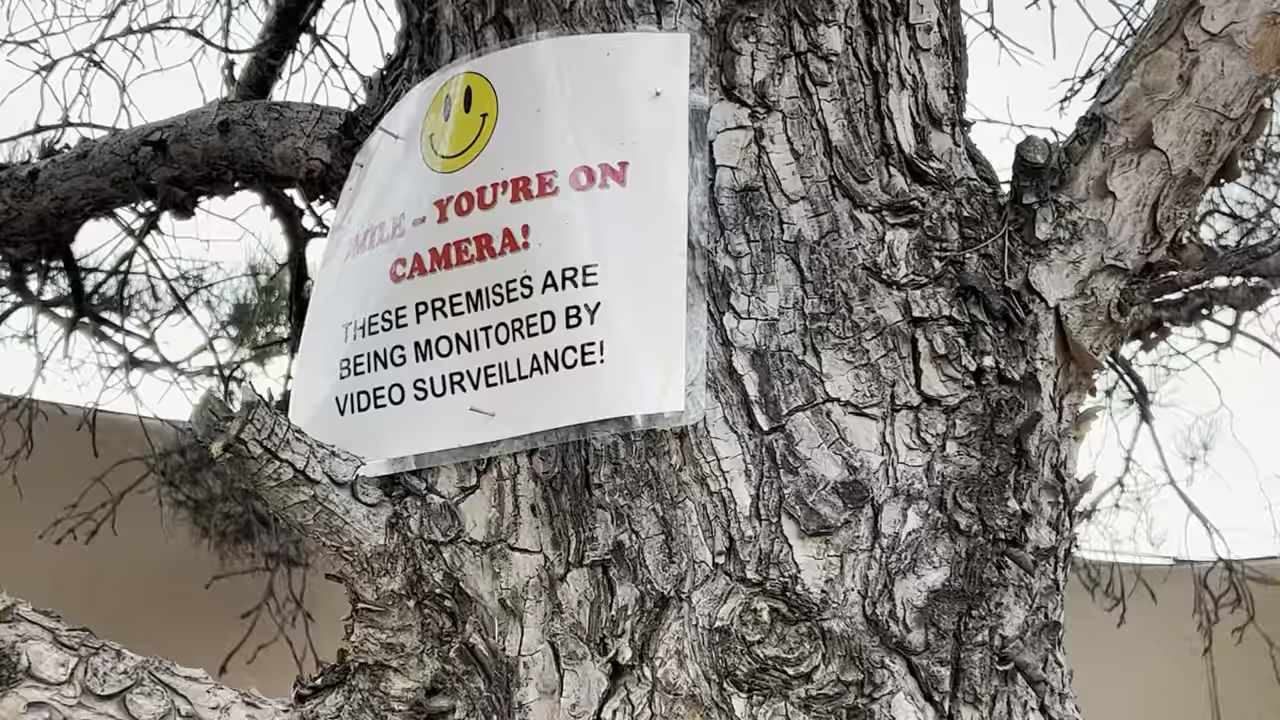 SMILE - YOU'RE ON
CAMERA!
THESE PREMISES ARE
BEING MONITORED BY
VIDEO SURVEILLANCE!